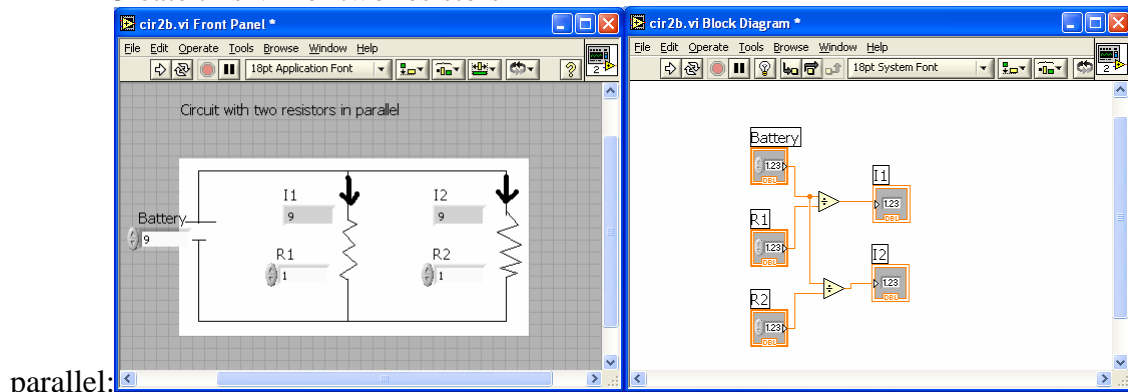 cir2b.vi Front Panel *
File Edit Operate Tools Browse Window Help
18pt Application Font
2
Circuit with two resistors in parallel
I1
9
I2
9
Battery
9
R1
1
R2
1
cir2b.vi Block Diagram *
File Edit Operate Tools Browse Window Help
18pt System Font
2
Battery
1.23
DBL
I1
1.23
DBL
R1
1.23
DBL
I2
1.23
DBL
R2
1.23
DBL
parallel: